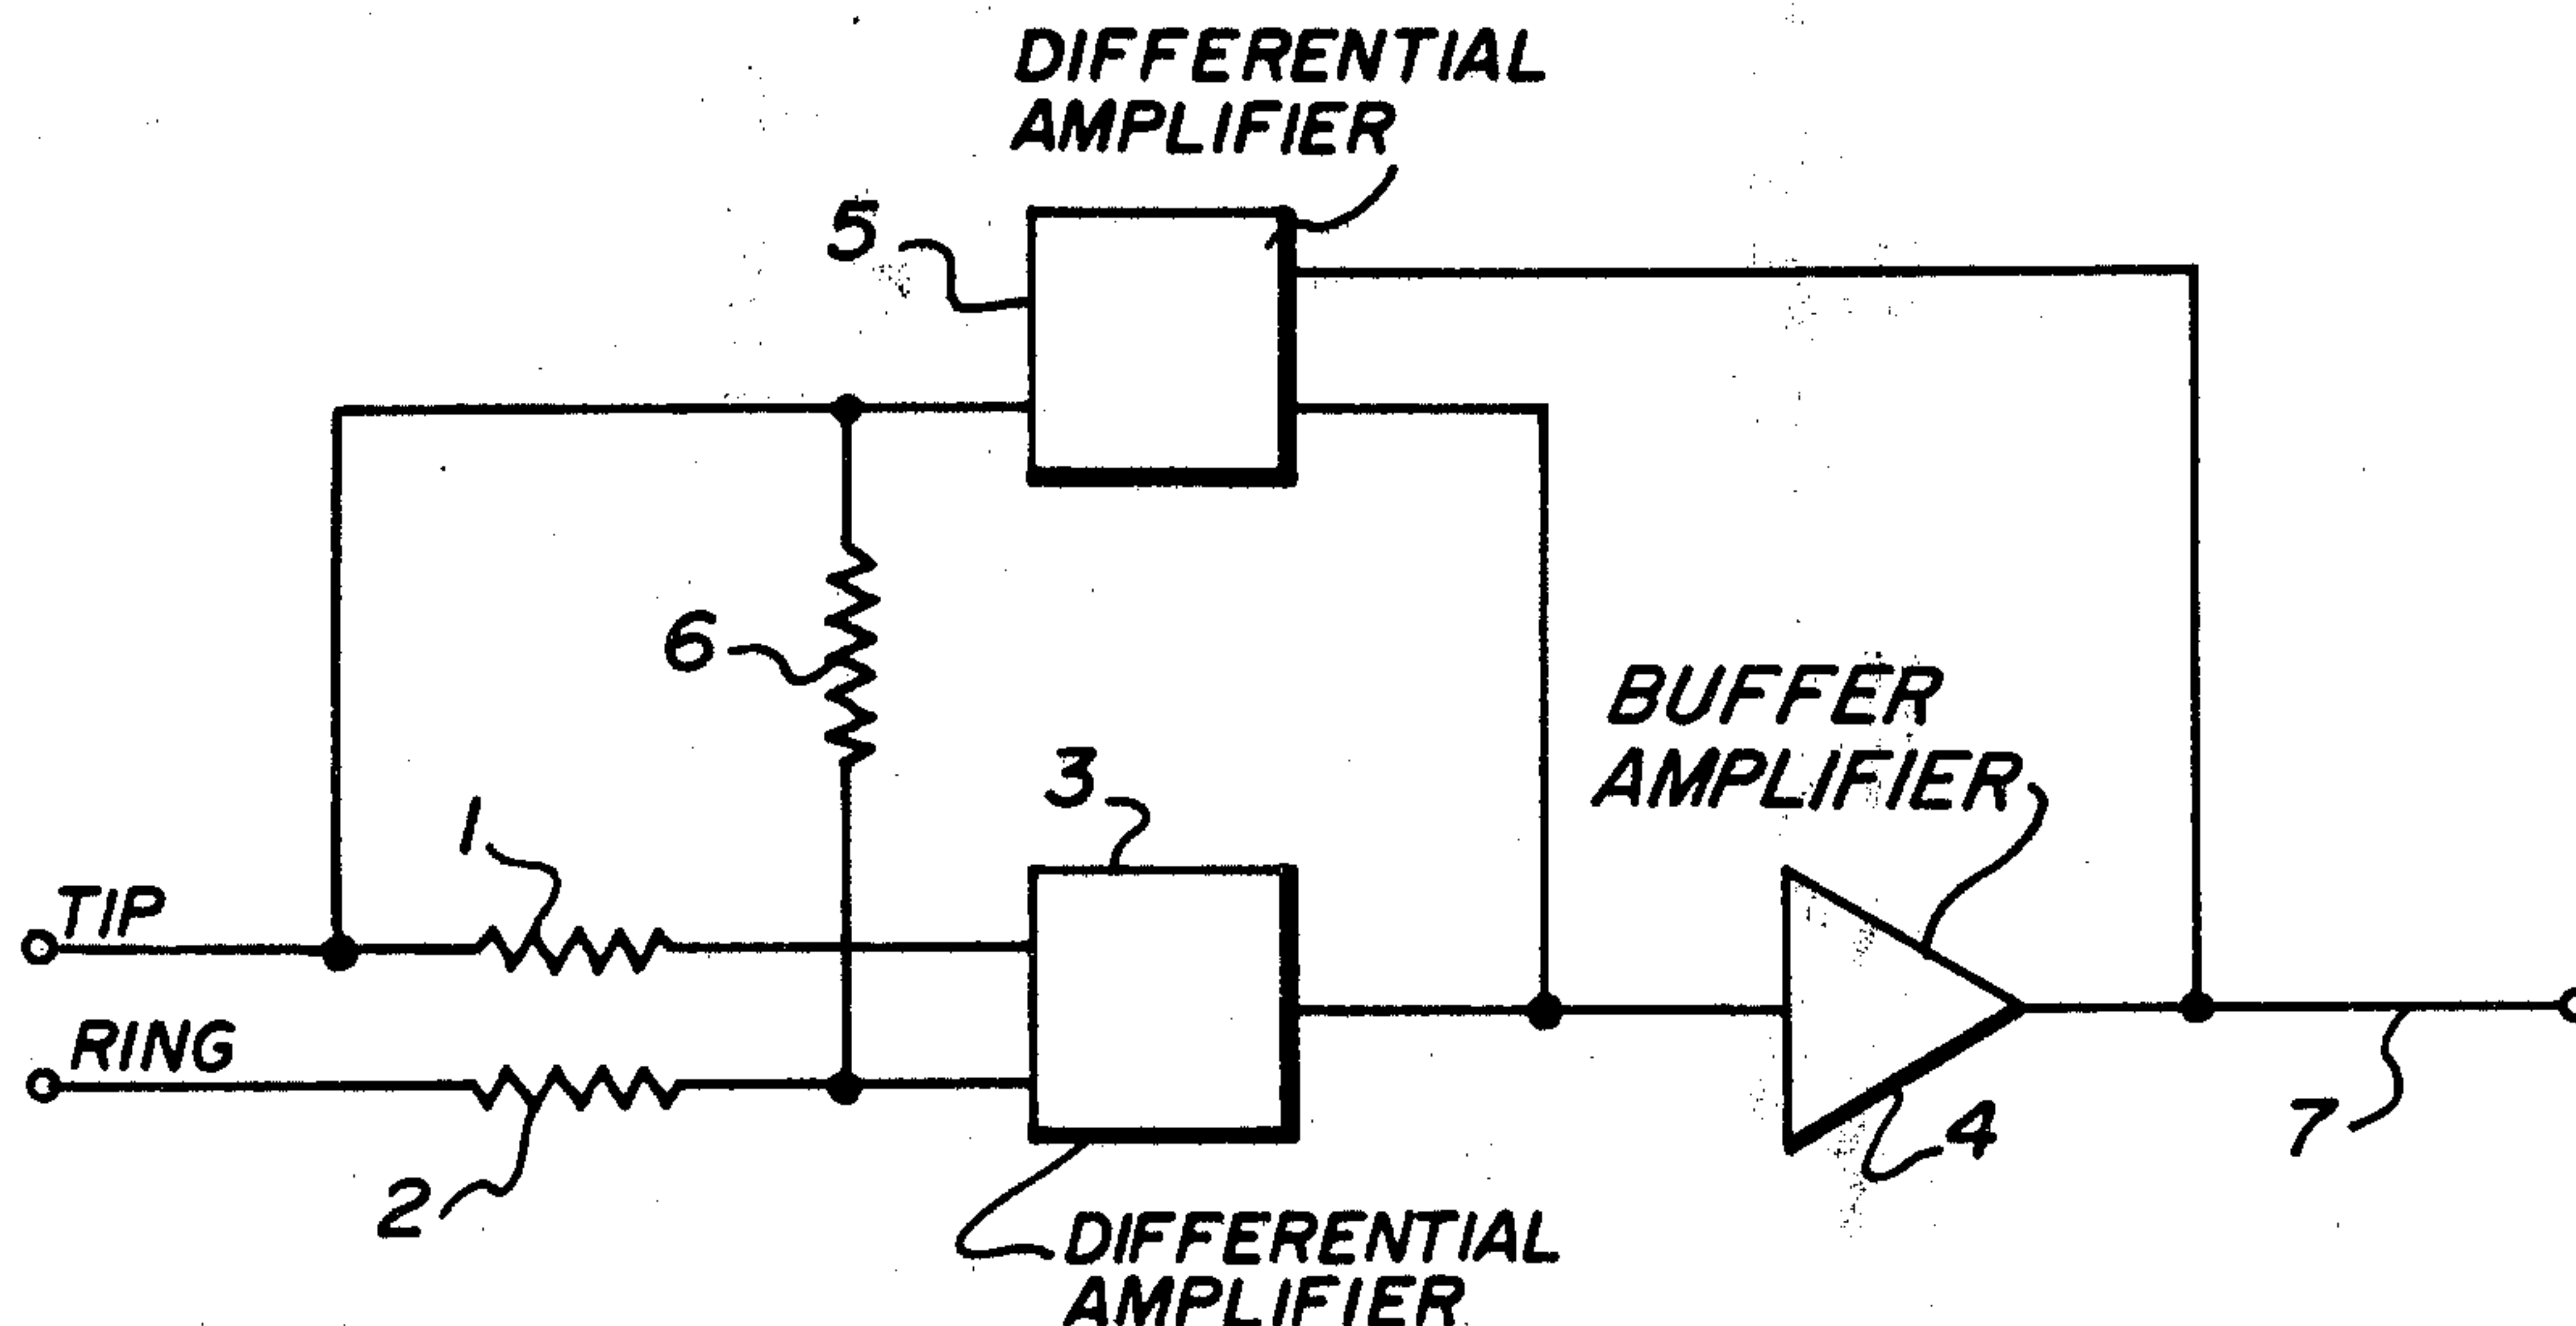 DIFFERENTIAL
AMPLIFIER
5
6
BUFFER
AMPLIFIER
3
1
TIP
RING
4
7
2
DIFFERENTIAL
AMPLIFIER